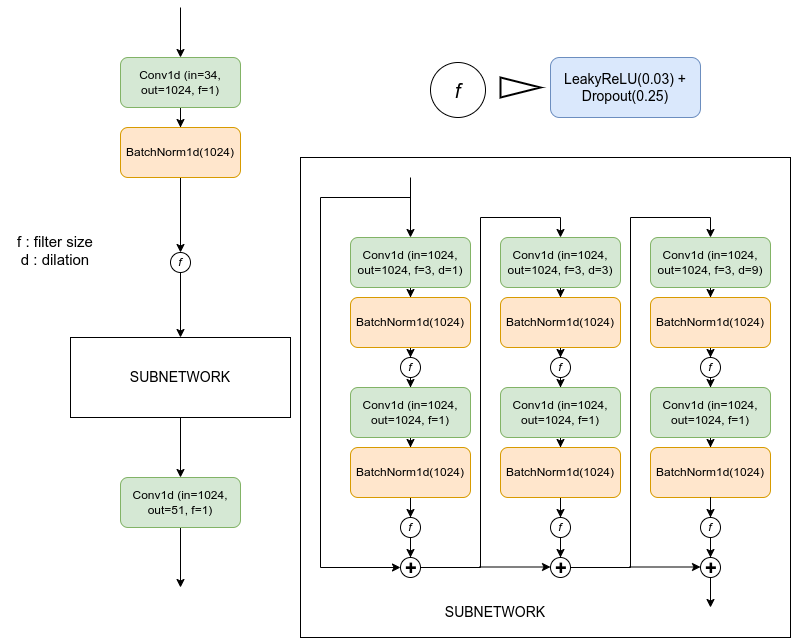 Conv1d (in=34,
out=1024, f=1)
BatchNorm1d(1024)
f : filter size
d : dilation
f
SUBNETWORK
Conv1d (in=1024,
out=51, f=1)
f
LeakyReLU(0.03) +
Dropout(0.25)
Conv1d (in=1024,
out=1024, f=3, d=1)
BatchNorm1d(1024)
f
Conv1d (in=1024,
out=1024, f=1)
BatchNorm1d(1024)
f
+
Conv1d (in=1024,
out=1024, f=3, d=3)
BatchNorm1d(1024)
f
Conv1d (in=1024,
out=1024, f=1)
BatchNorm1d(1024)
f
+
Conv1d (in=1024,
out=1024, f=3, d=9)
BatchNorm1d(1024)
f
Conv1d (in=1024,
out=1024, f=1)
BatchNorm1d(1024)
f
+
SUBNETWORK